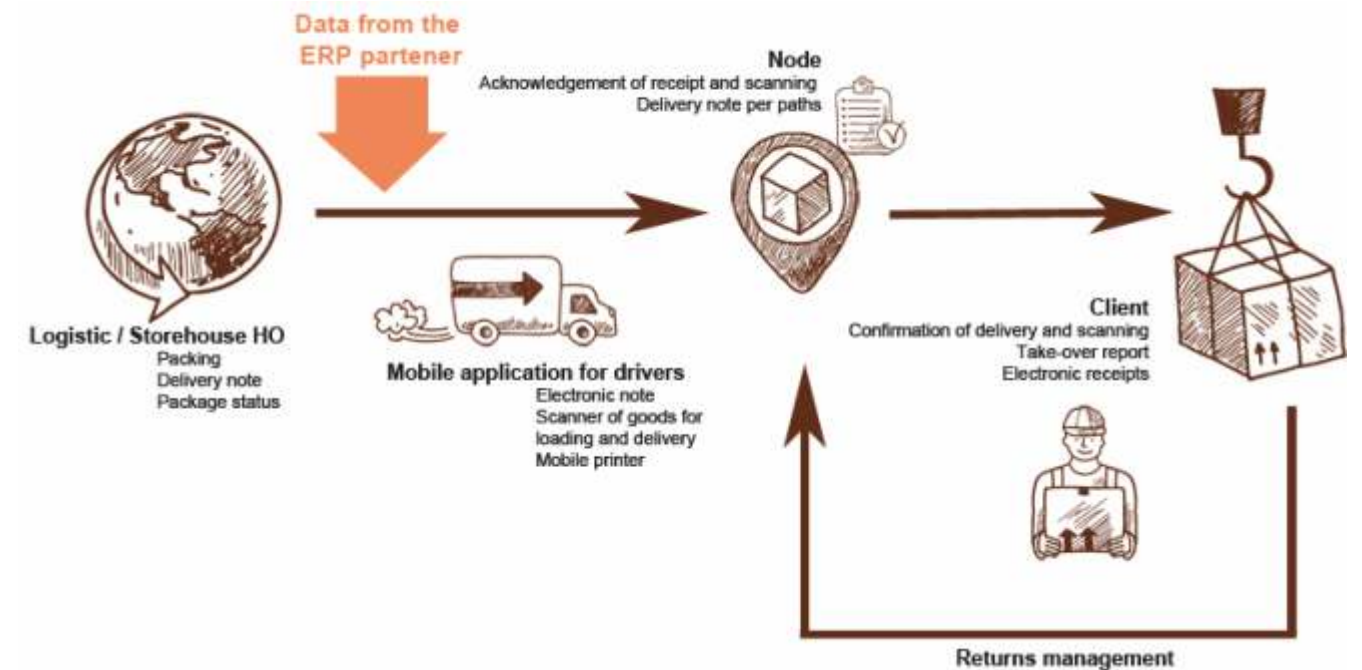 Data from the
ERP partener
Node
Acknowledgement of receipt and scanning
Delivery note per paths
Logistic / Storehouse HO
Packing
Delivery note
Package status
Mobile application for drivers
Electronic note
Scanner of goods for
loading and delivery
Mobile printer
Client
Confirmation of delivery and scanning
Take-over report
Electronic receipts
Returns management